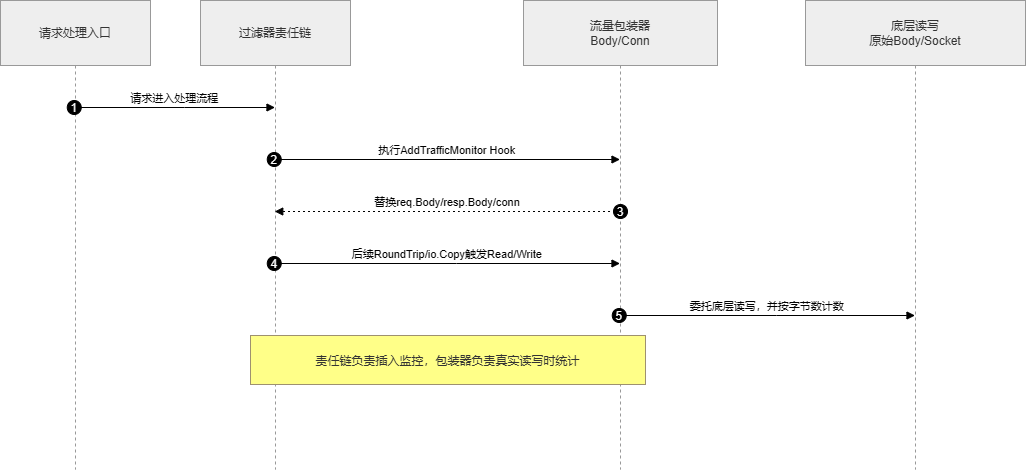 请求处理入口
过滤器责任链
流量包装器
Body/Conn
底层读写
原始Body/Socket
1
请求进入处理流程
2
执行AddTrafficMonitor Hook
替换req.Body/resp.Body/conn
3
4
后续RoundTrip/io.Copy触发Read/Write
5
委托底层读写，并按字节数计数
责任链负责插入监控，包装器负责真实读写时统计